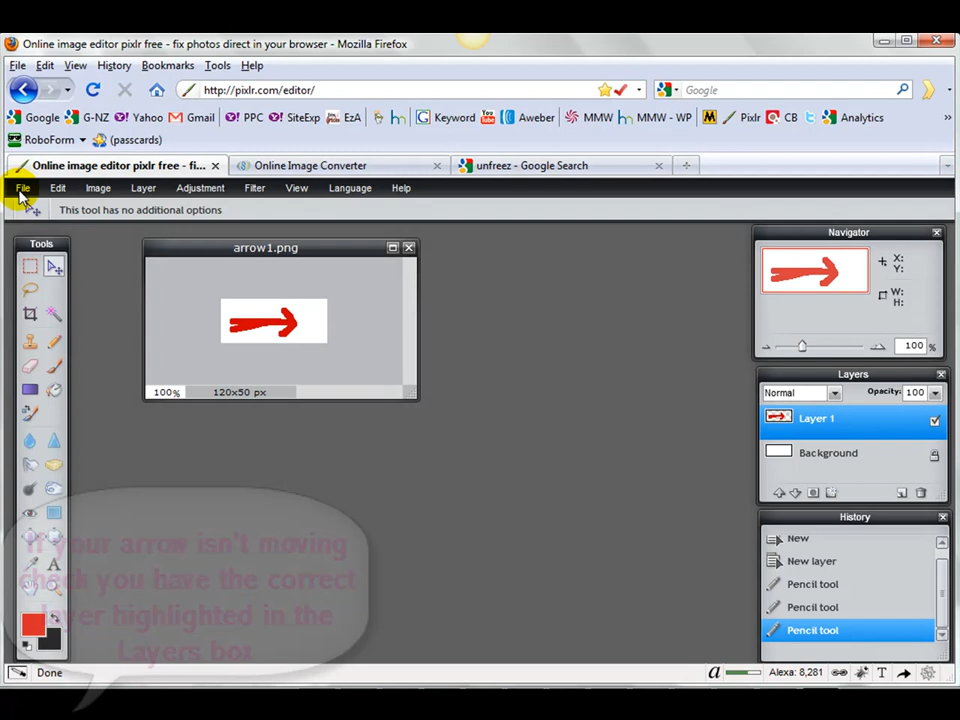 Online image editor pixlr free - fix photos direct in your browser - Mozilla Firefox
File Edit View History Bookmarks Tools Help
http://pixlr.com/editor/ Google
Google G-NZ Yahoo Gmail PPC SiteExp EzA Keyword Aweber MMW MMW - WP Pixlr CB Analytics
RoboForm (passcards)
Online image editor pixlr free - fi... Online Image Converter unfreez - Google Search
File Edit Image Layer Adjustment Filter View Language Help
This tool has no additional options
Tools
arrow1.png
100% 120x50 px
Navigator
X:
Y:
W:
H:
100 %
Layers
Normal Opacity: 100
Layer 1
Background
History
New
New layer
Pencil tool
Pencil tool
Pencil tool
If your arrow isn't moving
check you have the correct
layer highlighted in the
Layers box
Done Alexa: 8,281